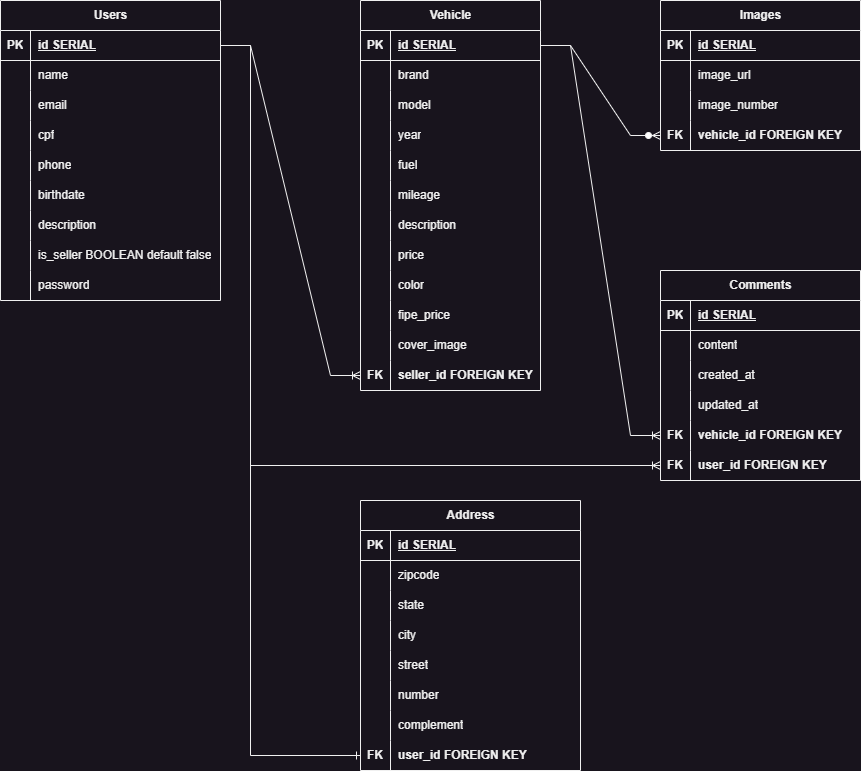 Users
PK id SERIAL
name
email
cpf
phone
birthdate
description
is_seller BOOLEAN default false
password
Vehicle
PK id SERIAL
brand
model
year
fuel
mileage
description
price
color
fipe_price
cover_image
FK seller_id FOREIGN KEY
Images
PK id SERIAL
image_url
image_number
FK vehicle_id FOREIGN KEY
Comments
PK id SERIAL
content
created_at
updated_at
FK vehicle_id FOREIGN KEY
FK user_id FOREIGN KEY
Address
PK id SERIAL
zipcode
state
city
street
number
complement
FK user_id FOREIGN KEY